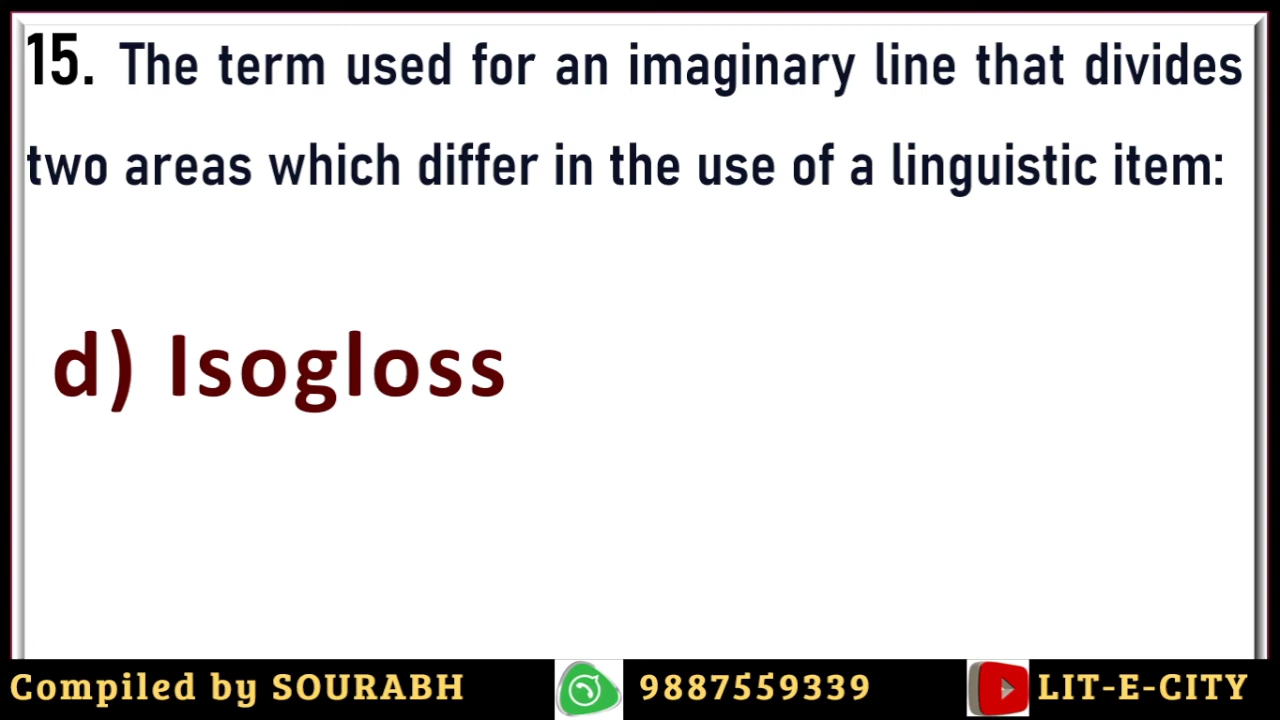 15. The term used for an imaginary line that divides
two areas which differ in the use of a linguistic item:
d) Isogloss
Compiled by SOURABH 9887559339 LIT-E-CITY